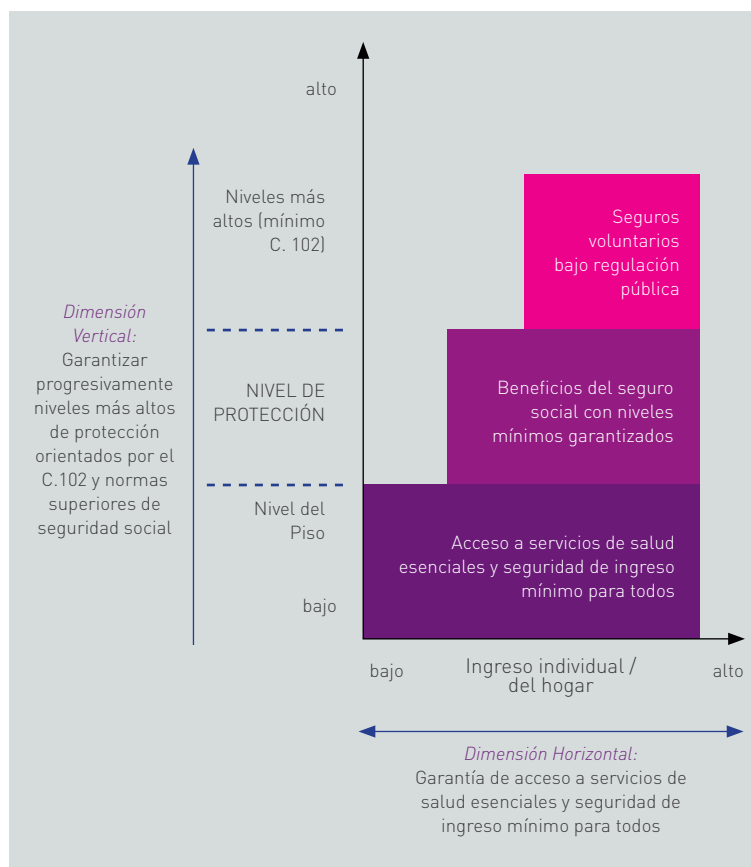 alto
Niveles más
altos (mínimo
C. 102)
Seguros
voluntarios
bajo regulación
pública
Dimensión
Vertical:
Garantizar
progresivamente
niveles más altos
de protección
orientados por el
C.102 y normas
superiores de
seguridad social
NIVEL DE
PROTECCIÓN
Beneficios del seguro
social con niveles
mínimos garantizados
Nivel del
Piso
Acceso a servicios de salud
esenciales y seguridad de ingreso
mínimo para todos
bajo
bajo
Ingreso individual /
del hogar
alto
Dimensión Horizontal:
Garantía de acceso a servicios de
salud esenciales y seguridad de
ingreso mínimo para todos